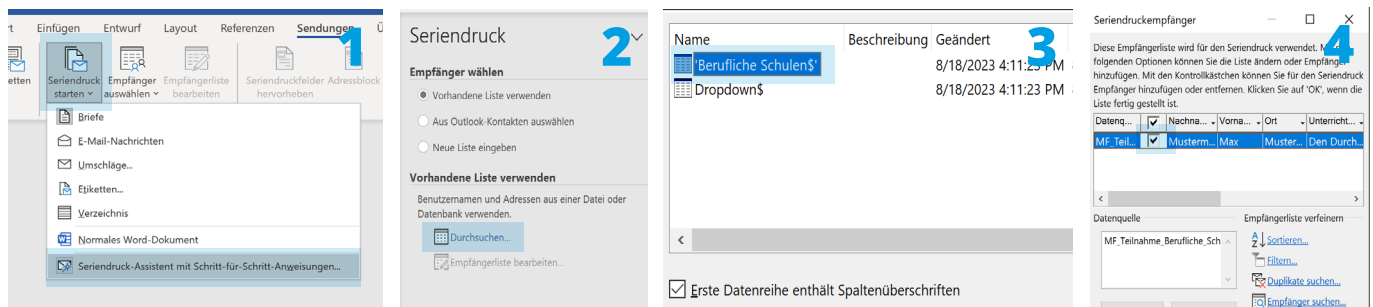 rt Einfügen Entwurf Layout Referenzen Sendungen Ü
1
etten Seriendruck starten Empfänger auswählen Empfängerliste bearbeiten Seriendruckfelder hervorheben Adressblock
Briefe
E-Mail-Nachrichten
Umschläge...
Etiketten...
Verzeichnis
Normales Word-Dokument
Seriendruck-Assistent mit Schritt-für-Schritt-Anweisungen...
Seriendruck
2
Empfänger wählen
Vorhandene Liste verwenden
Aus Outlook-Kontakten auswählen
Neue Liste eingeben
Vorhandene Liste verwenden
Benutzernamen und Adressen aus einer Datei oder
Datenbank verwenden.
Durchsuchen...
Empfängerliste bearbeiten...
3
Name Beschreibung Geändert
'Berufliche Schulen$' 8/18/2023 4:11:23 PM
Dropdown$ 8/18/2023 4:11:23 PM
Erste Datenreihe enthält Spaltenüberschriften
Seriendruckempfänger
4
Diese Empfängerliste wird für den Seriendruck verwendet.
folgenden Optionen können Sie die Liste ändern oder Empfänger
hinzufügen. Mit den Kontrollkästchen können Sie für den Seriendruck
Empfänger hinzufügen oder entfernen. Klicken Sie auf 'OK', wenn die
Liste fertig gestellt ist.
Datenq... Nachna... Vorna... Ort Unterricht...
MF_Teil... Musterm... Max Muster... Den Durch...
Datenquelle Empfängerliste verfeinern
MF_Teilnahme_Berufliche_Sch
Sortieren...
Filtern...
Duplikate suchen...
Empfänger suchen...